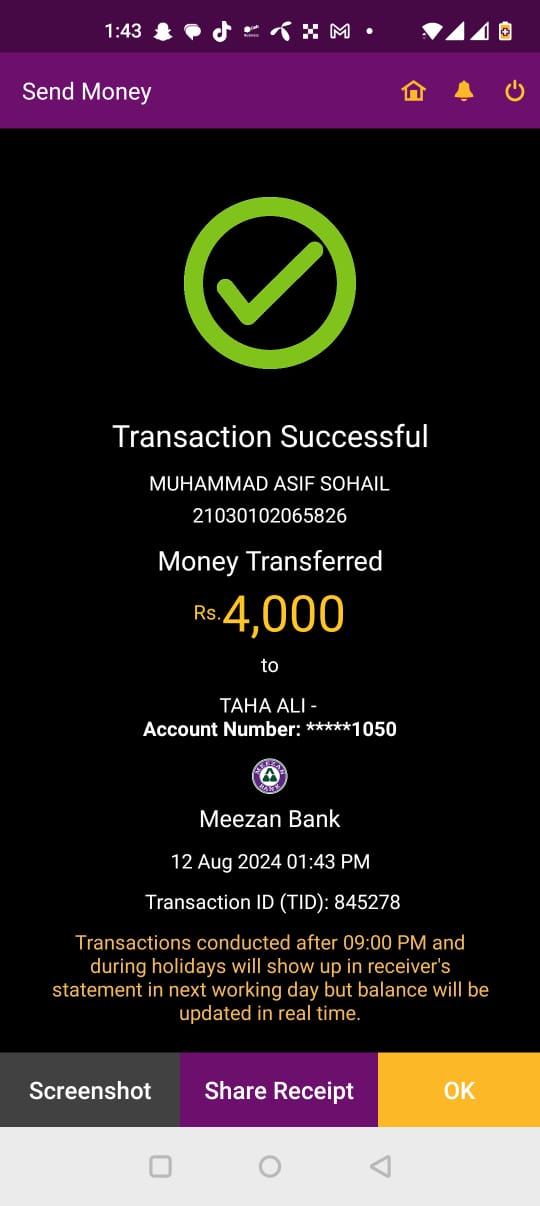 1:43
Send Money
Transaction Successful
MUHAMMAD ASIF SOHAIL
21030102065826
Money Transferred
Rs.4,000
to
TAHA ALI -
Account Number: *****1050
MEEZAN BANK
Meezan Bank
12 Aug 2024 01:43 PM
Transaction ID (TID): 845278
Transactions conducted after 09:00 PM and
during holidays will show up in receiver's
statement in next working day but balance will be
updated in real time.
Screenshot
Share Receipt
OK